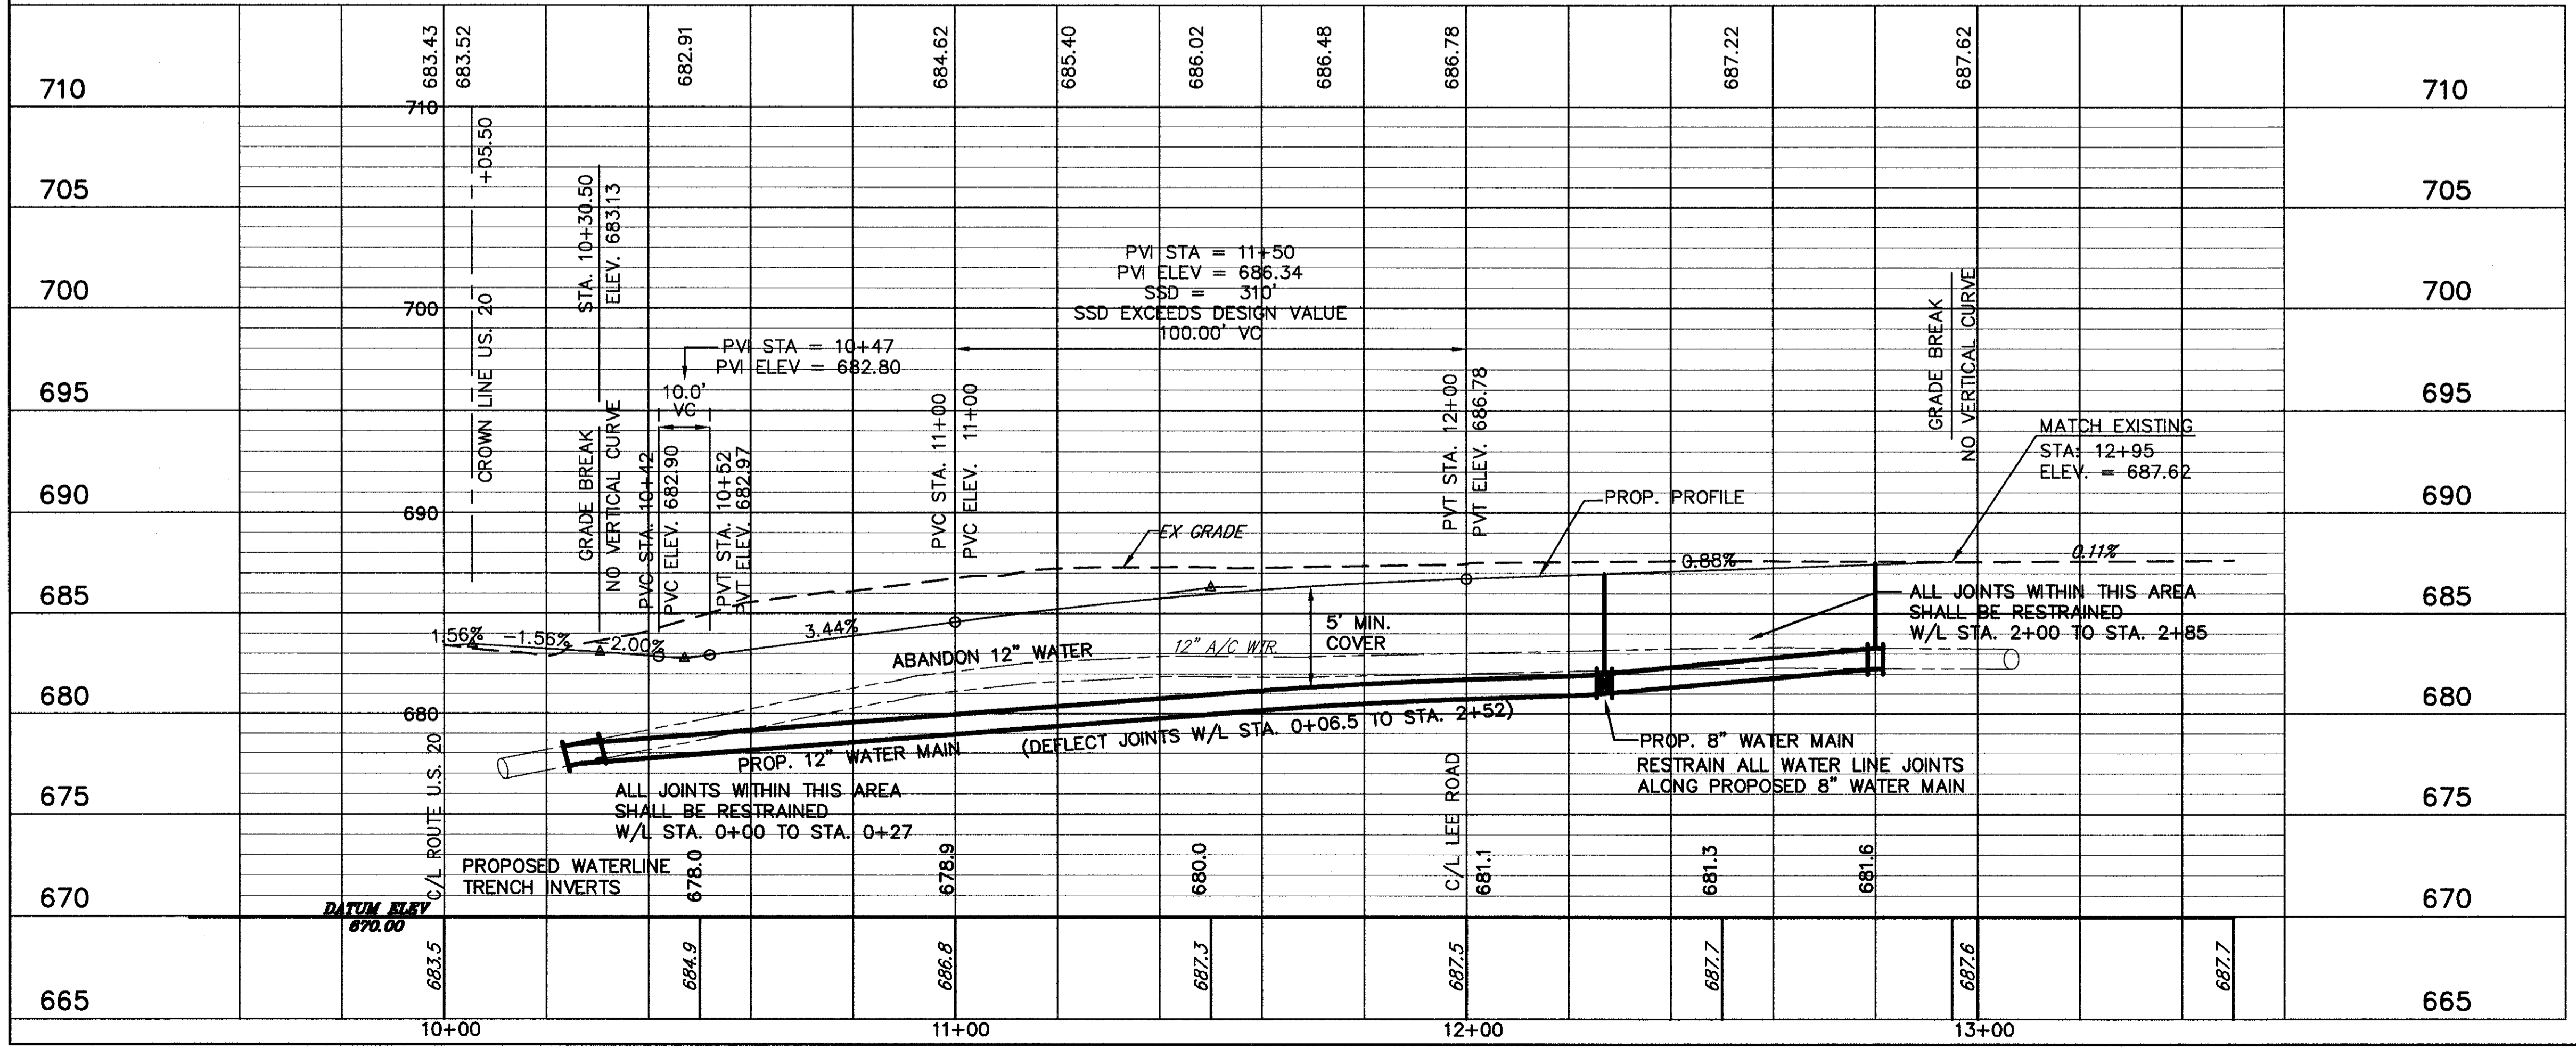 683.43
683.52
682.91
684.62
685.40
686.02
686.48
686.78
687.22
687.62
710
710
710
+05.50
CROWN LINE US. 20
705
705
STA. 10+30.50
ELEV. 683.13
GRADE BREAK
NO VERTICAL CURVE
PVI STA = 11+50
PVI ELEV = 686.34
SSD = 310'
SSD EXCEEDS DESIGN VALUE
100.00' VC
700
700
700
GRADE BREAK
NO VERTICAL CURVE
PVI STA = 10+47
PVI ELEV = 682.80
10.0'
VC
695
695
PVC STA. 10+42
PVC ELEV. 682.90
PVT STA. 10+52
PVT ELEV. 682.97
PVC STA. 11+00
PVC ELEV. 11+00
PVT STA. 12+00
PVT ELEV. 686.78
MATCH EXISTING
STA: 12+95
ELEV. = 687.62
690
690
690
PROP. PROFILE
EX GRADE
0.88%
0.11%
685
685
1.56%
-1.56%
-2.00%
3.44%
ABANDON 12" WATER
12" A/C WTR.
5' MIN.
COVER
ALL JOINTS WITHIN THIS AREA
SHALL BE RESTRAINED
W/L STA. 2+00 TO STA. 2+85
680
680
680
PROP. 12" WATER MAIN
(DEFLECT JOINTS W/L STA. 0+06.5 TO STA. 2+52)
PROP. 8" WATER MAIN
RESTRAIN ALL WATER LINE JOINTS
ALONG PROPOSED 8" WATER MAIN
675
675
ALL JOINTS WITHIN THIS AREA
SHALL BE RESTRAINED
W/L STA. 0+00 TO STA. 0+27
C/L ROUTE U.S. 20
C/L LEE ROAD
PROPOSED WATERLINE
TRENCH INVERTS
678.0
678.9
680.0
681.1
681.3
681.6
670
670
DATUM ELEV
670.00
683.5
684.9
686.8
687.3
687.5
687.7
687.6
687.7
665
665
10+00
11+00
12+00
13+00